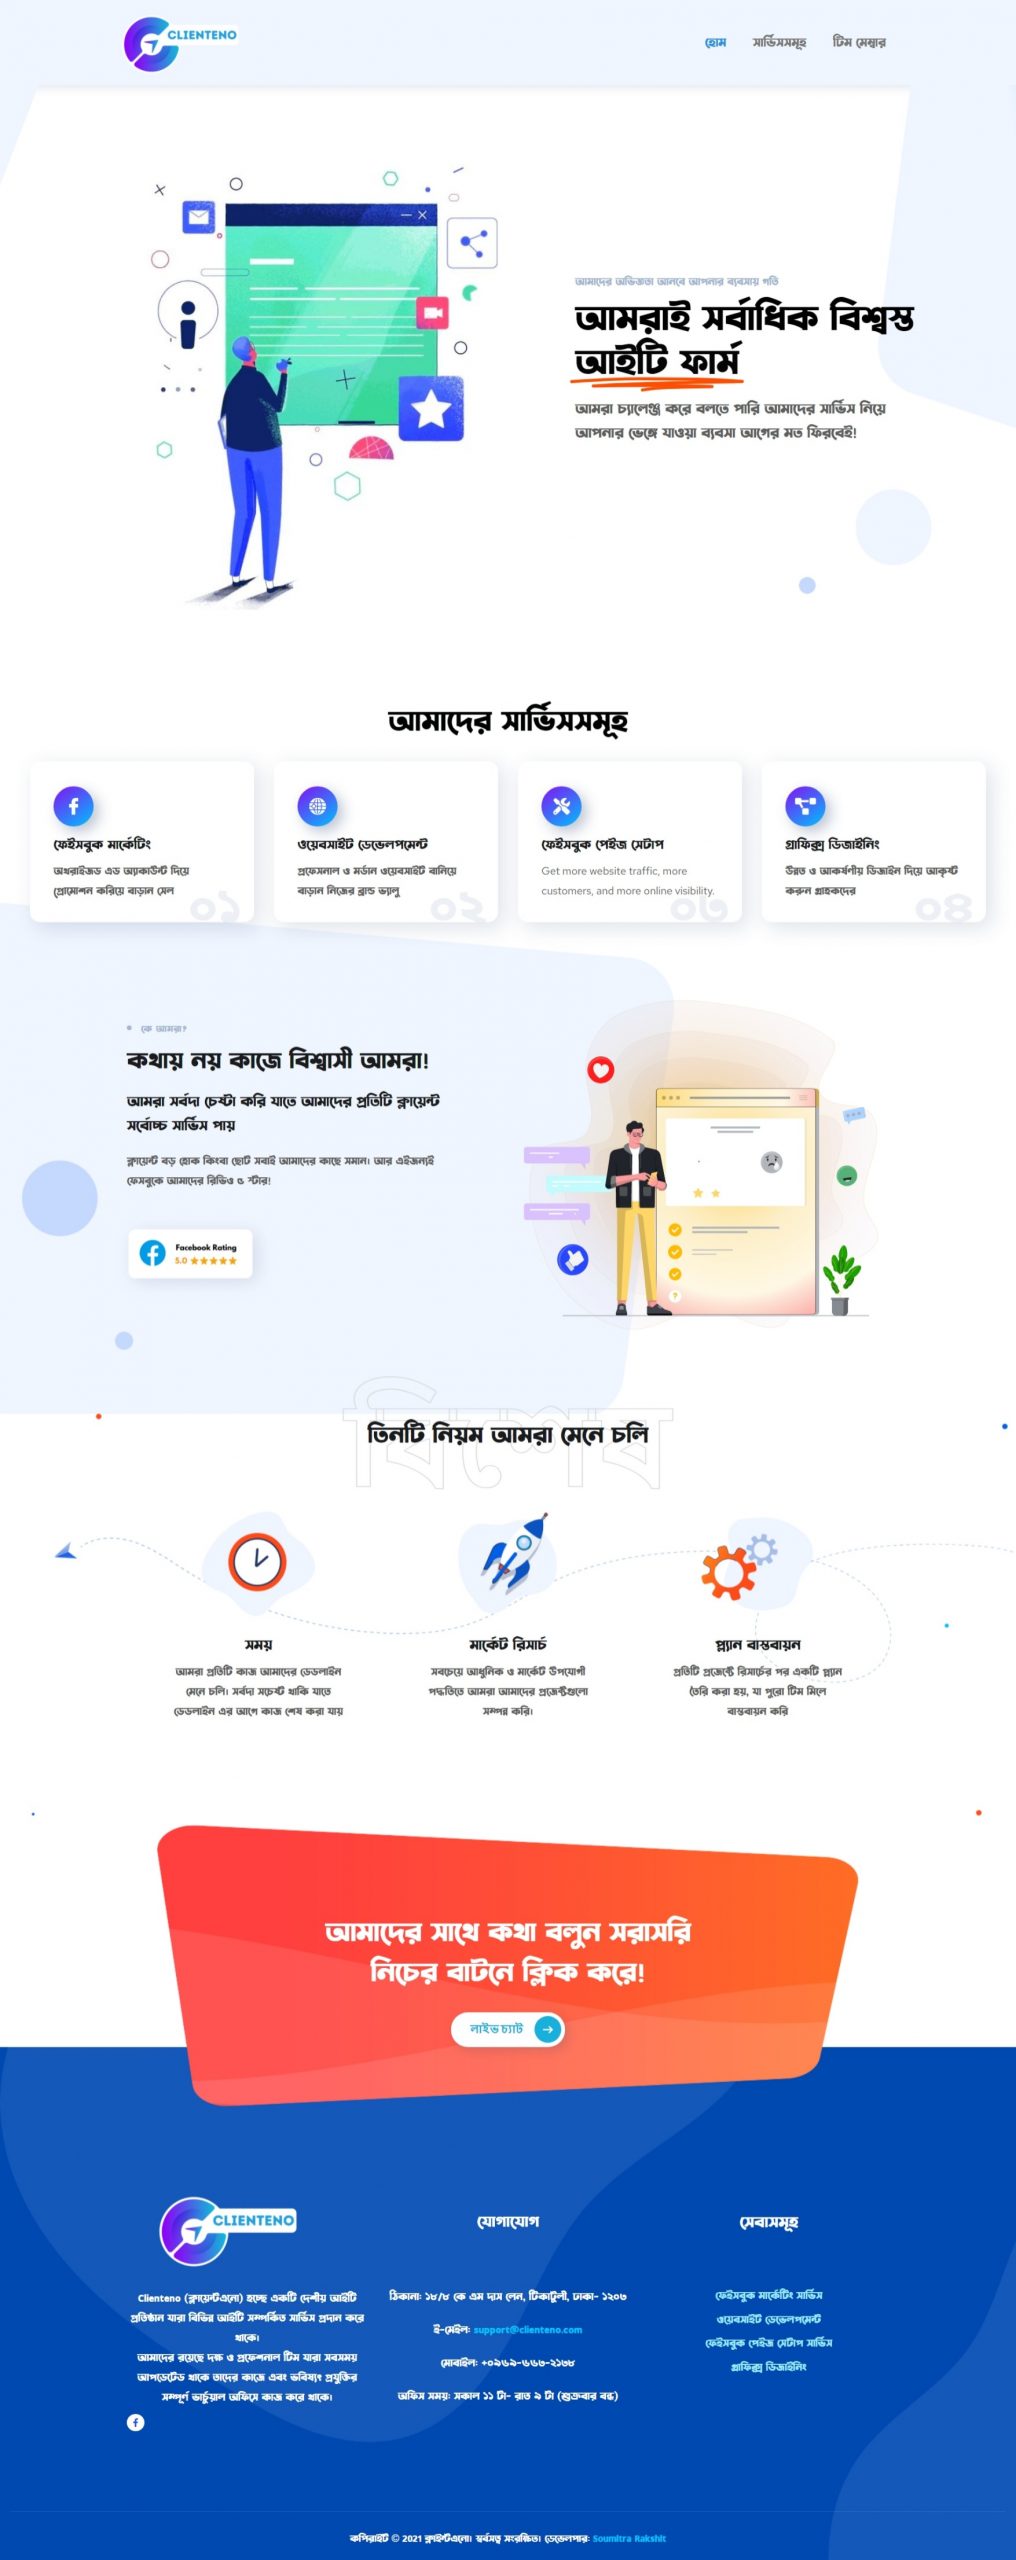 CLIENTENO
হোম
সার্ভিসসমূহ
টিম মেম্বার
আমাদের অভিজ্ঞতা আনবে আপনার ব্যবসায় গতি
আমরাই সর্বাধিক বিশ্বস্ত
আইটি ফার্ম
আমরা চ্যালেঞ্জ করে বলতে পারি আমাদের সার্ভিস নিয়ে
আপনার ভেঙ্গে যাওয়া ব্যবসা আগের মত ফিরবেই!
আমাদের সার্ভিসসমূহ
ফেইসবুক মার্কেটিং
অথরাইজড এড অ্যাকাউন্ট দিয়ে
প্রোমোশন করিয়ে বাড়ান সেল
০১
ওয়েবসাইট ডেভেলপমেন্ট
প্রফেসনাল ও মর্ডান ওয়েবসাইট বানিয়ে
বাড়ান নিজের ব্রান্ড ভ্যালু
০২
ফেইসবুক পেইজ সেটাপ
Get more website traffic, more
customers, and more online visibility.
০৩
গ্রাফিক্স ডিজাইনিং
উন্নত ও আকর্ষণীয় ডিজাইন দিয়ে আকৃষ্ট
করুন গ্রাহকদের
০৪
কে আমরা?
কথায় নয় কাজে বিশ্বাসী আমরা!
আমরা সর্বদা চেষ্টা করি যাতে আমাদের প্রতিটি ক্লায়েন্ট
সর্বোচ্চ সার্ভিস পায়
ক্লায়েন্ট বড় হোক কিংবা ছোট সবাই আমাদের কাছে সমান। আর এইজন্যই
ফেসবুকে আমাদের রিভিও ৫ স্টার!
Facebook Rating
5.0
বিশেষ
তিনটি নিয়ম আমরা মেনে চলি
সময়
আমরা প্রতিটি কাজ আমাদের ডেডলাইন
মেনে চলি। সর্বদা সচেষ্ট থাকি যাতে
ডেডলাইন এর আগে কাজ শেষ করা যায়
মার্কেট রিসার্চ
সবচেয়ে আধুনিক ও মার্কেট উপযোগী
পদ্ধতিতে আমরা আমাদের প্রজেক্টগুলো
সম্পন্ন করি।
প্ল্যান বাস্তবায়ন
প্রতিটি প্রজেক্টে রিসার্চের পর একটি প্ল্যান
তৈরি করা হয়, যা পুরো টিম মিলে
বাস্তবায়ন করি
আমাদের সাথে কথা বলুন সরাসরি
নিচের বাটনে ক্লিক করে!
লাইভ চ্যাট
CLIENTENO
Clienteno (ক্লায়েন্টএনো) হচ্ছে একটি দেশীয় আইটি
প্রতিষ্ঠান যারা বিভিন্ন আইটি সম্পর্কিত সার্ভিস প্রদান করে
থাকে।
আমাদের রয়েছে দক্ষ ও প্রফেশনাল টিম যারা সবসময়
আপডেটেড থাকে তাদের কাজে এবং ভবিষ্যৎ প্রযুক্তির
সম্পূর্ণ ভার্চুয়াল অফিসে কাজ করে থাকে।
যোগাযোগ
ঠিকানা: ১৮/৮ কে এম দাস লেন, টিকাটুলী, ঢাকা- ১২০৩
ই-মেইল: support@clienteno.com
মোবাইল: +০৯৬৯-৬৬৩-২১৩৮
অফিস সময়: সকাল ১১ টা- রাত ৯ টা (শুক্রবার বন্ধ)
সেবাসমূহ
ফেইসবুক মার্কেটিং সার্ভিস
ওয়েবসাইট ডেভেলপমেন্ট
ফেইসবুক পেইজ সেটাপ সার্ভিস
গ্রাফিক্স ডিজাইনিং
কপিরাইট © 2021 ক্লাইন্টএনো। স্বর্বসত্ব সংরক্ষিত। ডেভেলপার: Soumitra Rakshit